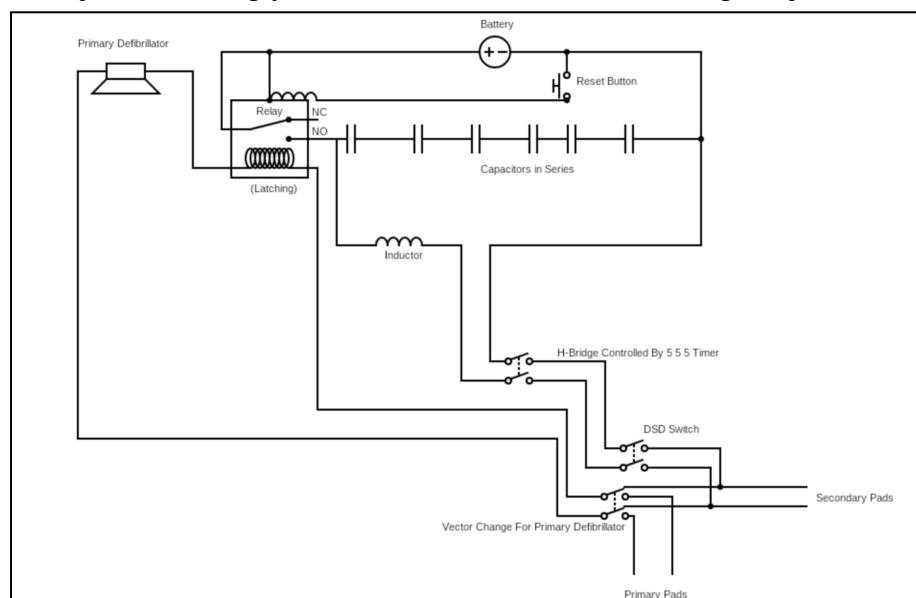 Battery
Primary Defibrillator
Reset Button
Relay
NC
NO
Capacitors in Series
(Latching)
Inductor
H-Bridge Controlled By 5 5 5 Timer
DSD Switch
Secondary Pads
Vector Change For Primary Defibrillator
Primary Pads